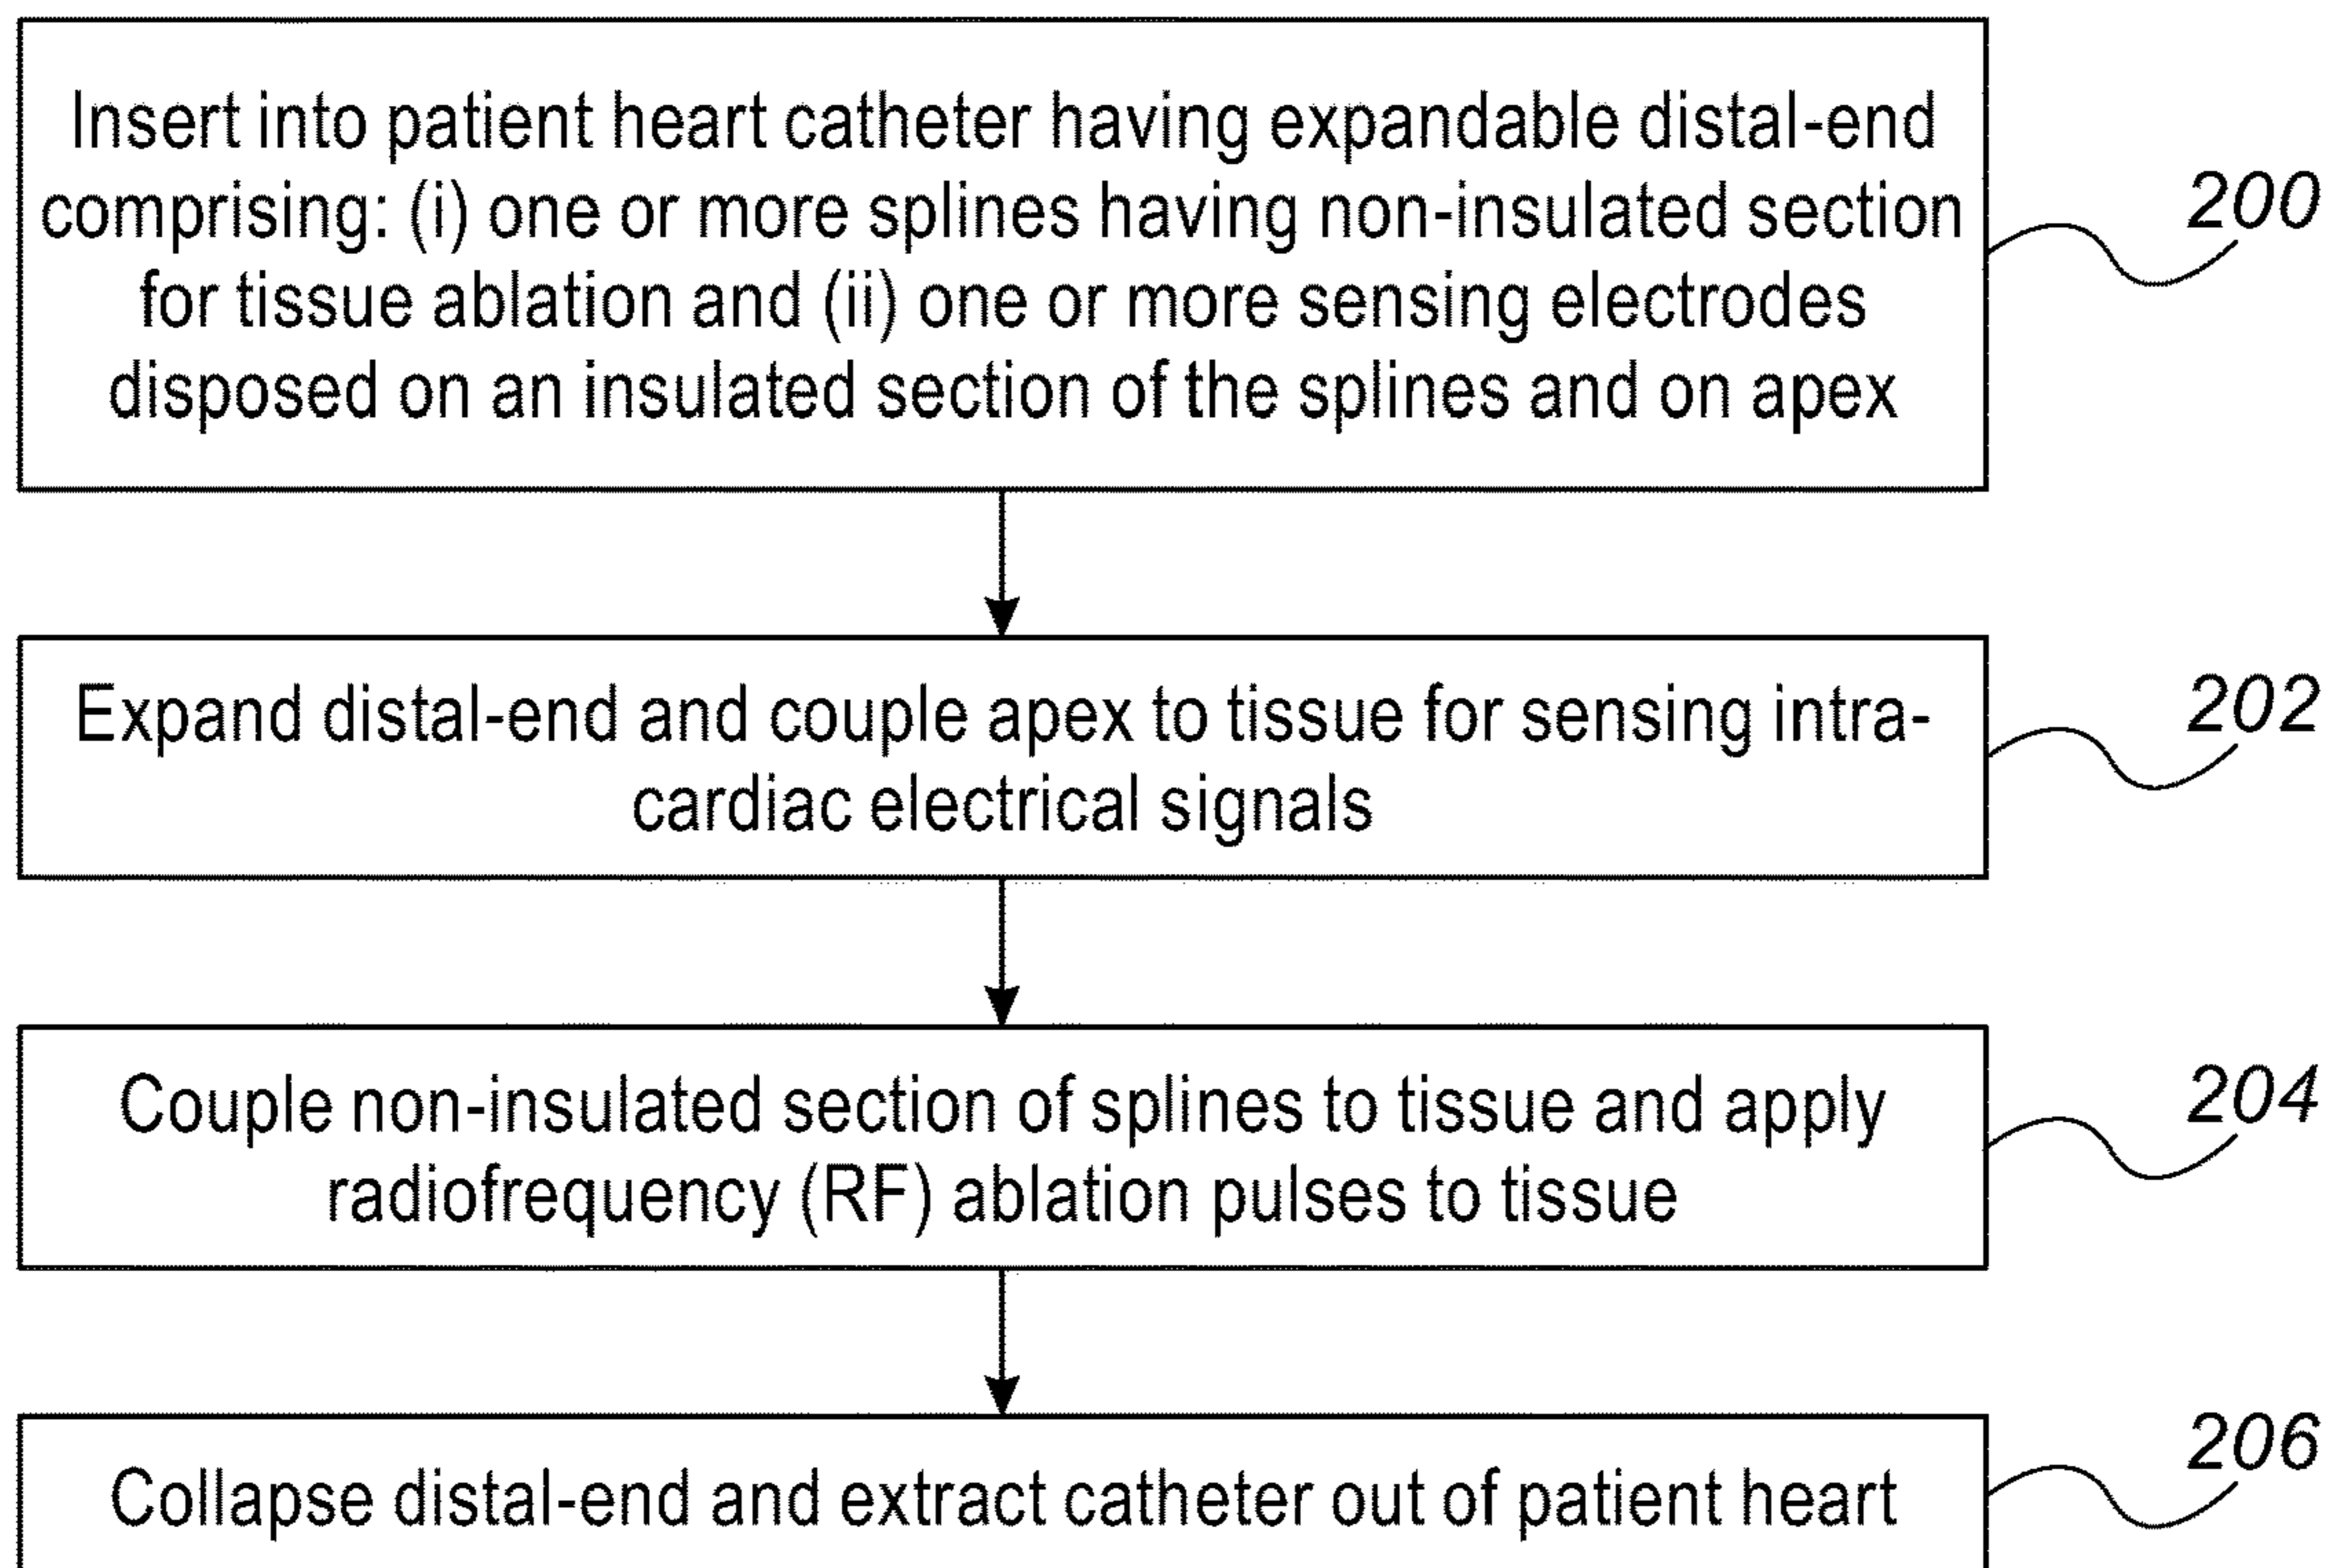 Insert into patient heart catheter having expandable distal-end
comprising: (i) one or more splines having non-insulated section
for tissue ablation and (ii) one or more sensing electrodes
disposed on an insulated section of the splines and on apex
200
Expand distal-end and couple apex to tissue for sensing intra-
cardiac electrical signals
202
Couple non-insulated section of splines to tissue and apply
radiofrequency (RF) ablation pulses to tissue
204
Collapse distal-end and extract catheter out of patient heart
206